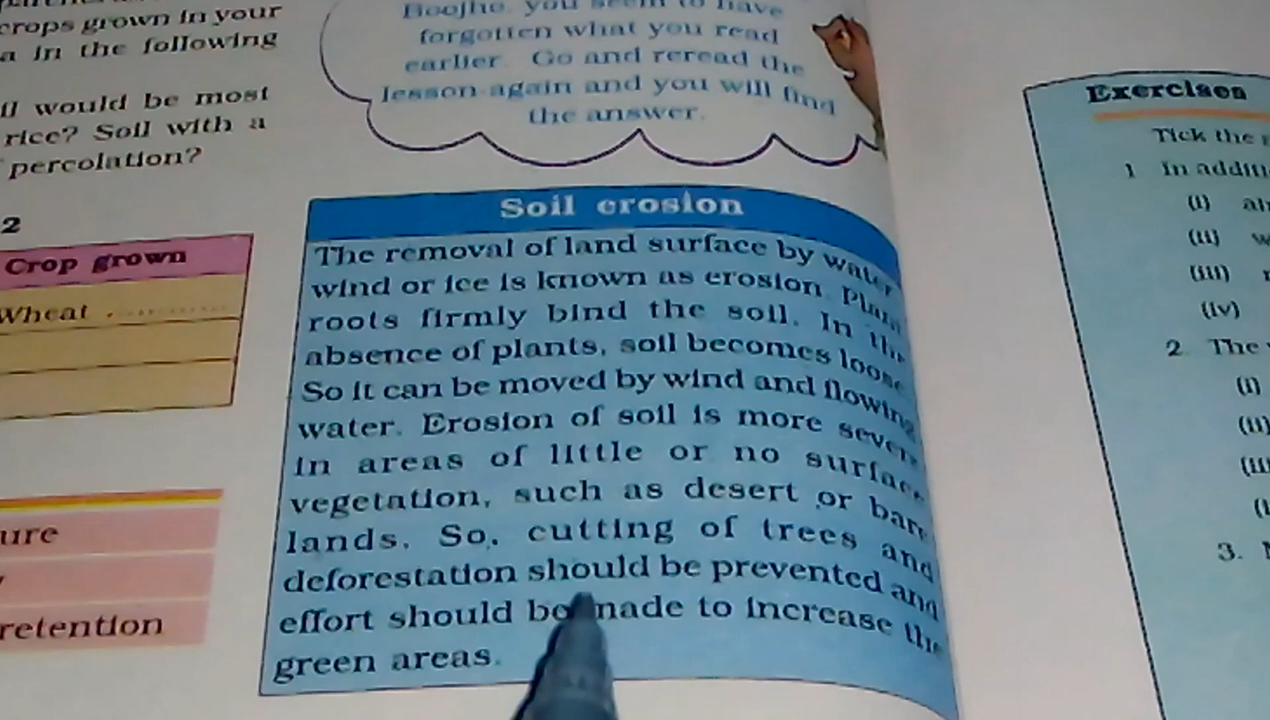 crops grown in your
a in the following
il would be most
rice? Soil with a
percolation?
2
Crop grown
Wheat
ure
retention
Boojho, you seem to have
forgotten what you read
earlier. Go and reread the
lesson again and you will find
the answer.
Soil erosion
The removal of land surface by water
wind or ice is known as erosion. Plant
roots firmly bind the soil. In the
absence of plants, soil becomes loose
So it can be moved by wind and flowing
water. Erosion of soil is more severe
in areas of little or no surface
vegetation, such as desert or bare
lands. So, cutting of trees and
deforestation should be prevented and
effort should be made to increase the
green areas.
Exercises
Tick the
1 In additi
(i)
(ii) w
(iii)
(iv)
2. The
(i)
(ii)
3.